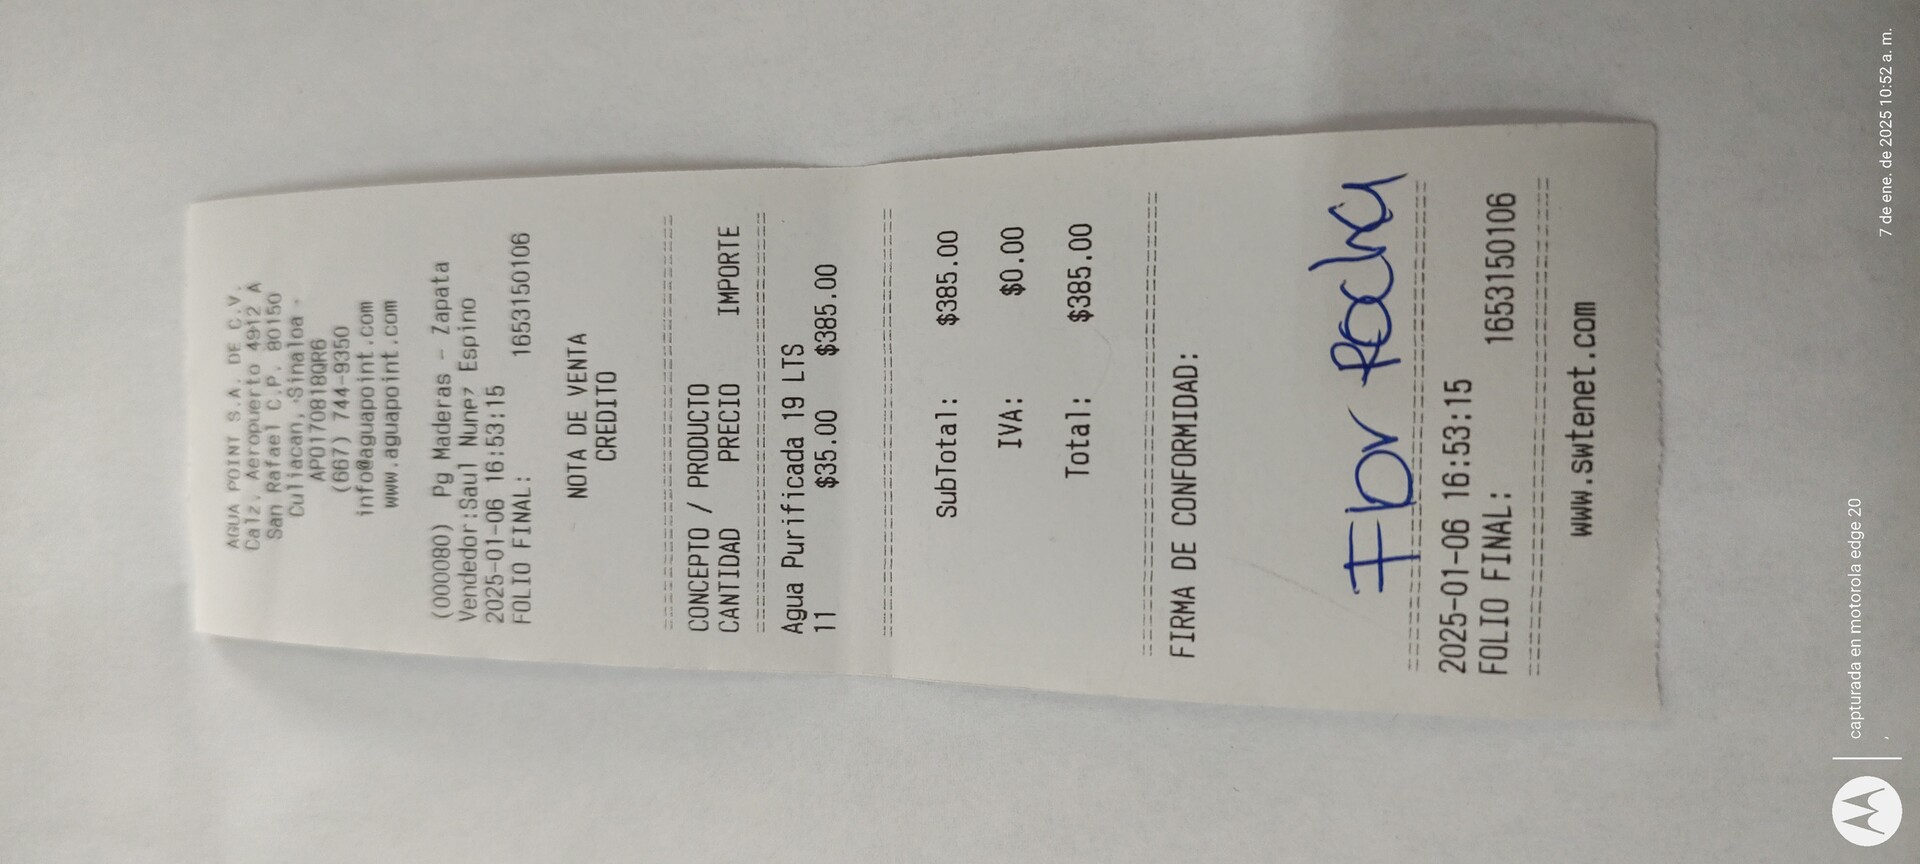 AGUA POINT S.A. DE C.V.
Calz. Aeropuerto 4912 A
San Rafael C.P. 80150
Culiacan, Sinaloa -
APO170818QR6
(667) 744-9350
info@aguapoint.com
www.aguapoint.com
(000080) Pg Maderas - Zapata
Vendedor:Saul Nunez Espino
2025-01-06 16:53:15
FOLIO FINAL: 1653150106
NOTA DE VENTA
CREDITO
CONCEPTO / PRODUCTO
CANTIDAD PRECIO IMPORTE
Agua Purificada 19 LTS
11 $35.00 $385.00
SubTotal: $385.00
IVA: $0.00
Total: $385.00
FIRMA DE CONFORMIDAD:
Flor Rocha
2025-01-06 16:53:15
FOLIO FINAL: 1653150106
www.swtenet.com
capturada en motorola edge 20
7 de ene. de 2025 10:52 a. m.